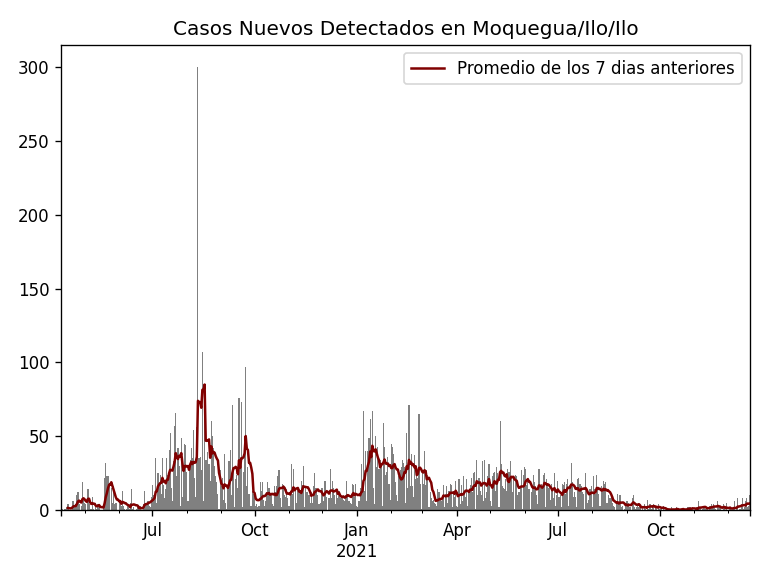 Casos Nuevos Detectados en Moquegua/Ilo/Ilo
Promedio de los 7 dias anteriores
300
250
200
150
100
50
0
Jul Oct Jan Apr Jul Oct
2021